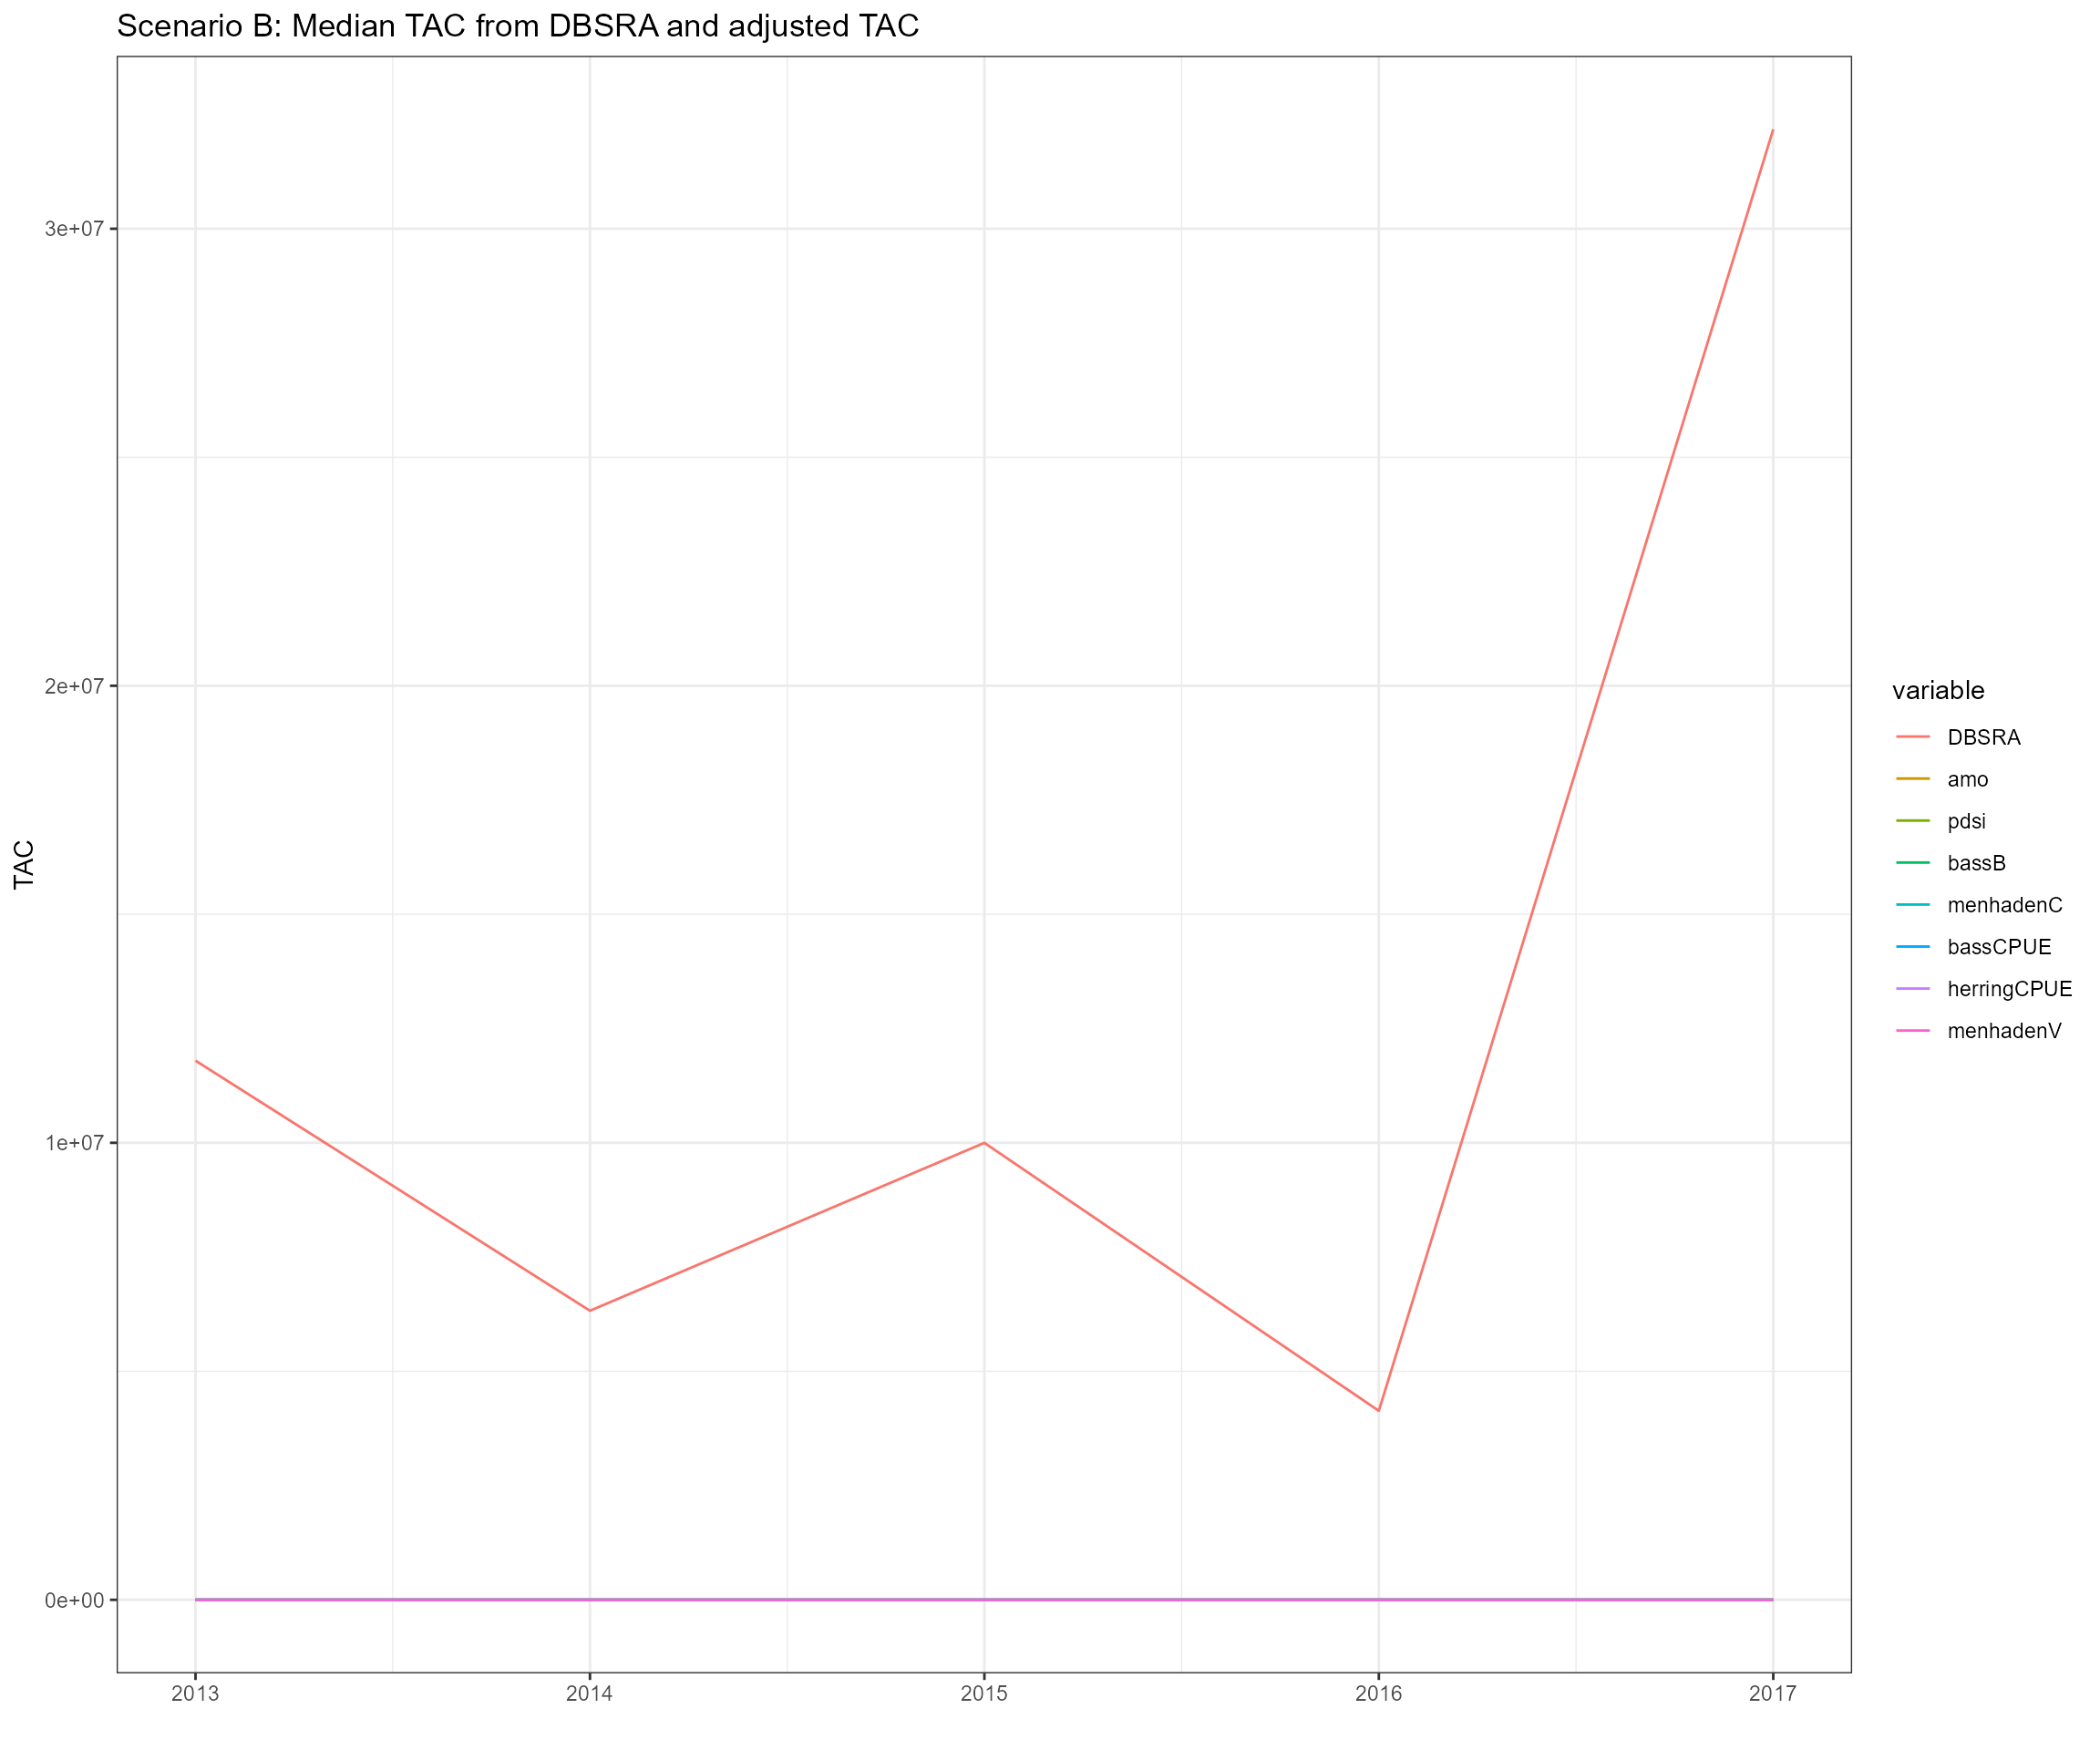 Scenario B: Median TAC from DBSRA and adjusted TAC
3e+07
2e+07
1e+07
0e+00
TAC
2013 2014 2015 2016 2017
variable
DBSRA
amo
pdsi
bassB
menhadenC
bassCPUE
herringCPUE
menhadenV